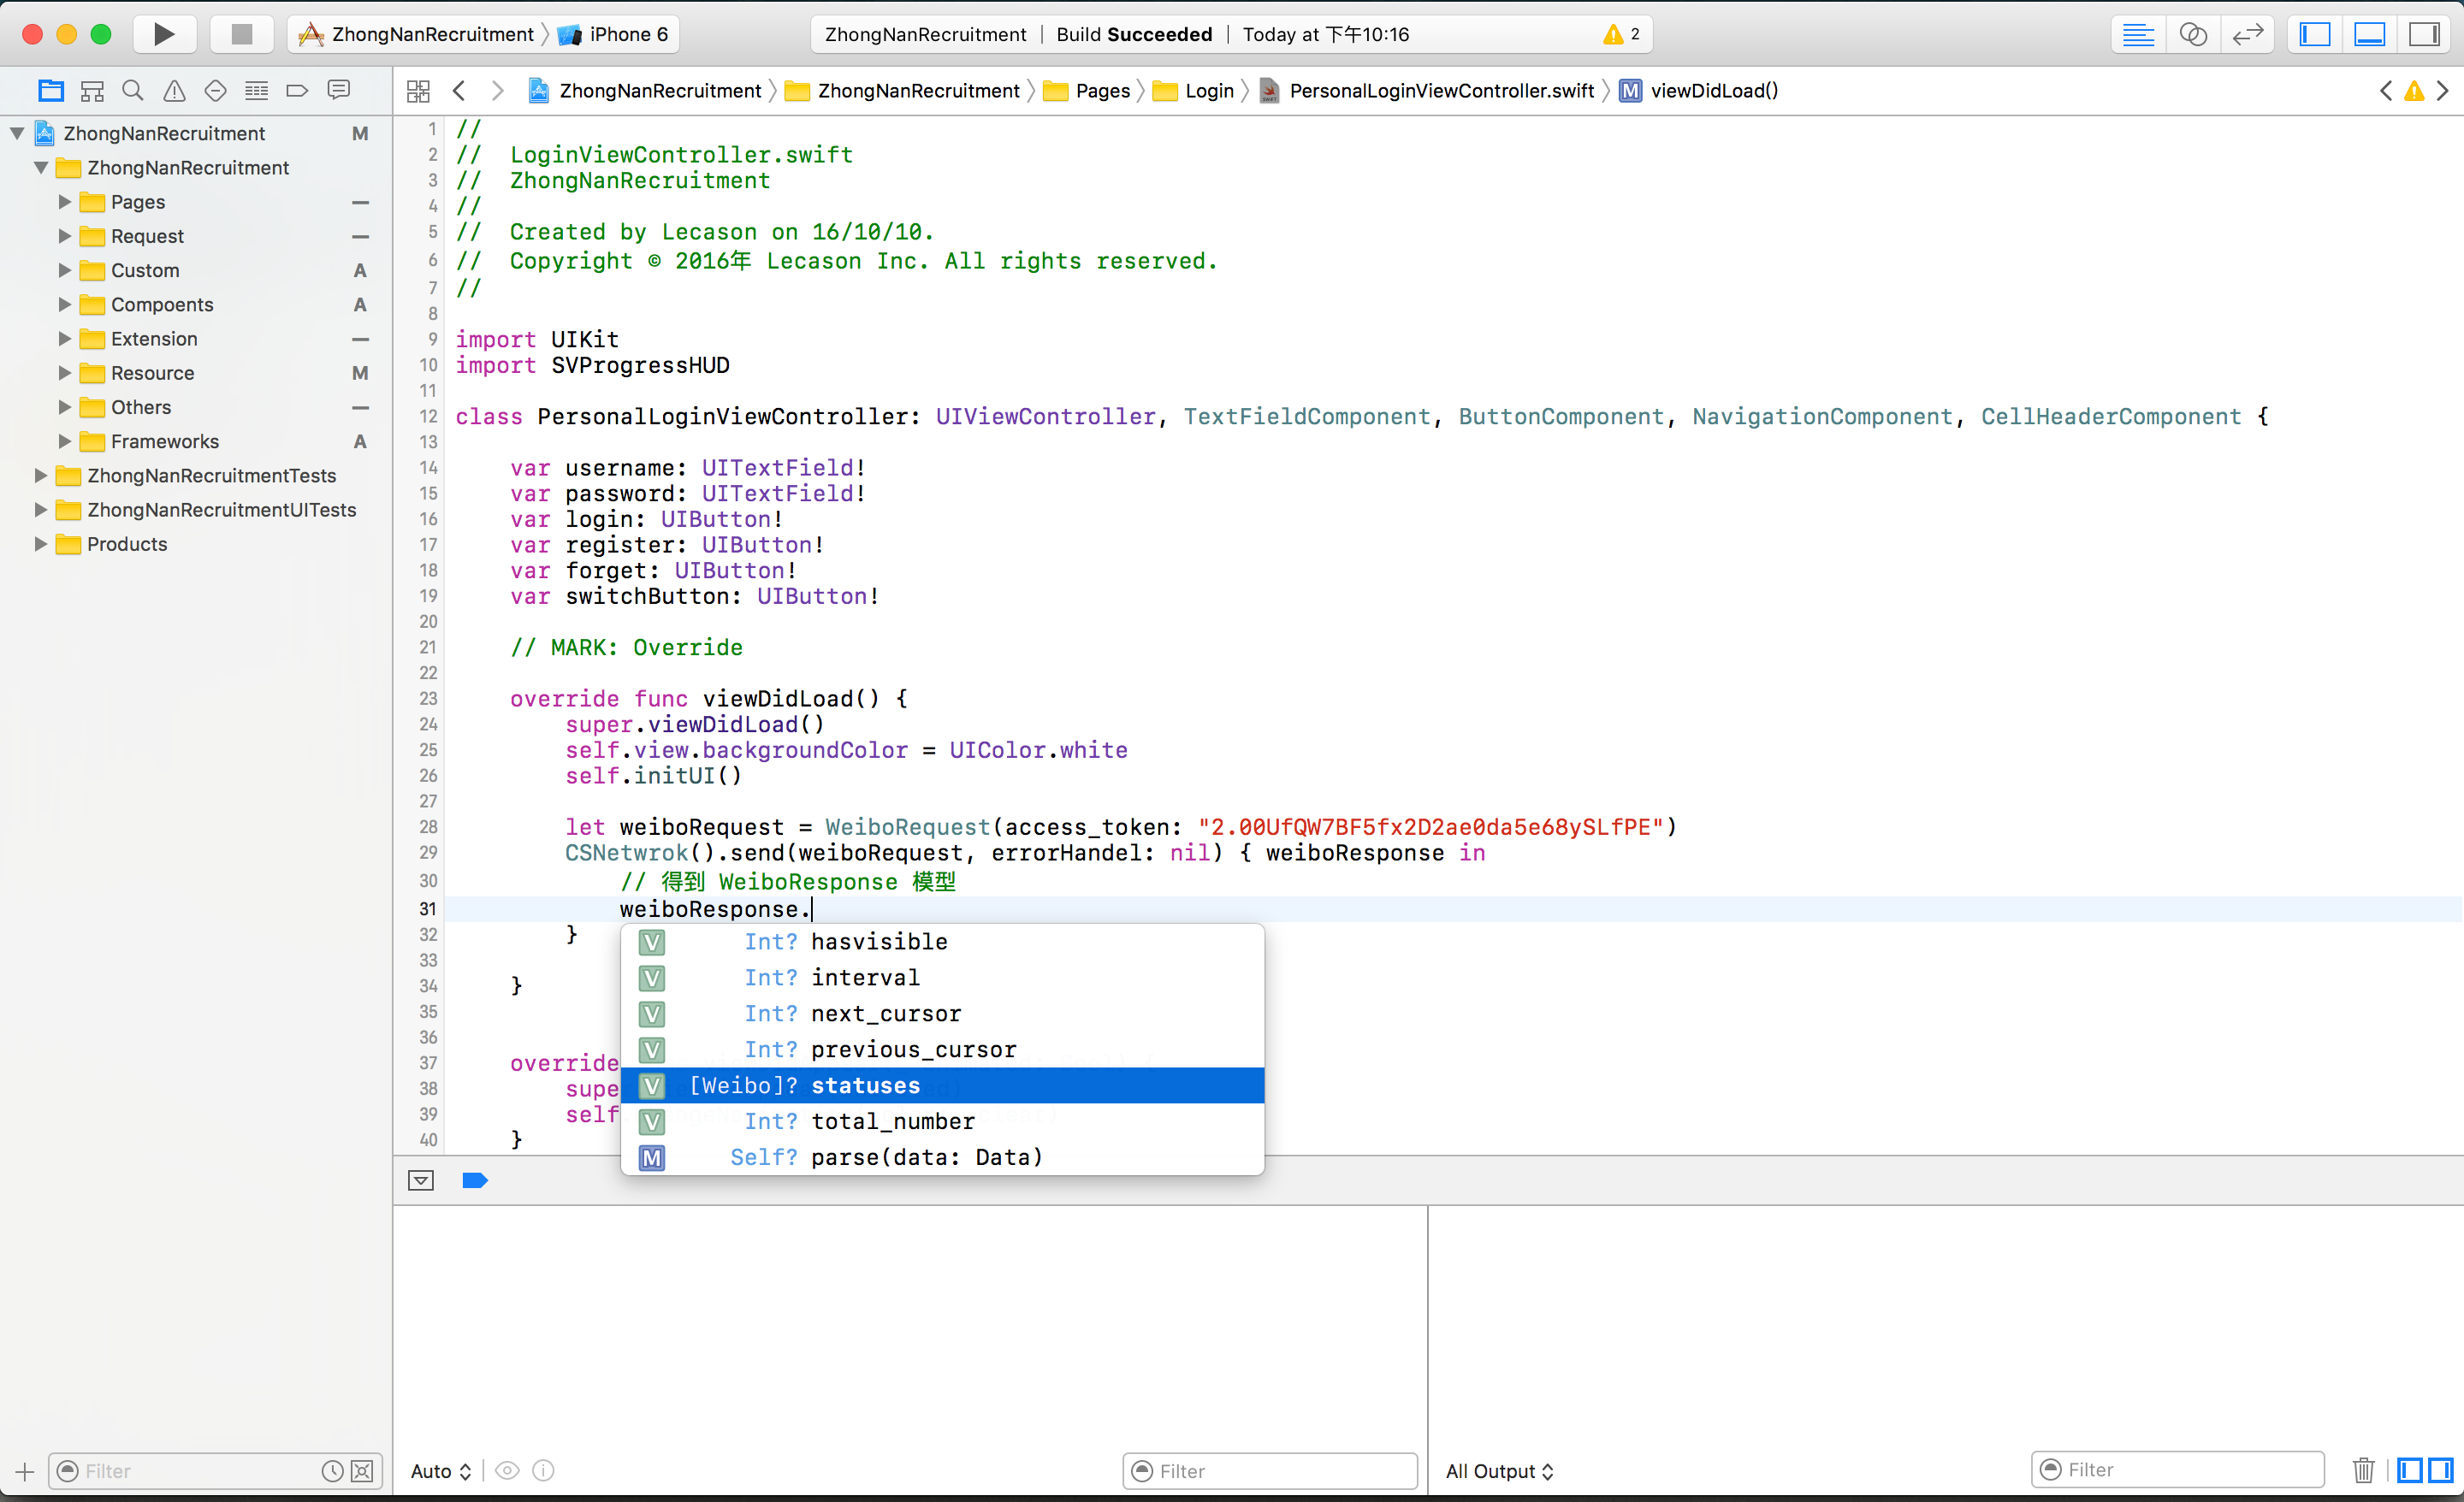 ZhongNanRecruitment iPhone 6
ZhongNanRecruitment | Build Succeeded | Today at 下午10:16
2
ZhongNanRecruitment ZhongNanRecruitment Pages Login PersonalLoginViewController.swift M viewDidLoad()
ZhongNanRecruitment M
ZhongNanRecruitment
Pages
Request
Custom A
Compoents A
Extension
Resource M
Others
Frameworks A
ZhongNanRecruitmentTests
ZhongNanRecruitmentUITests
Products
1 //
2 //  LoginViewController.swift
3 //  ZhongNanRecruitment
4 //
5 //  Created by Lecason on 16/10/10.
6 //  Copyright © 2016年 Lecason Inc. All rights reserved.
7 //
8
9 import UIKit
10 import SVProgressHUD
11
12 class PersonalLoginViewController: UIViewController, TextFieldComponent, ButtonComponent, NavigationComponent, CellHeaderComponent {
13
14 var username: UITextField!
15 var password: UITextField!
16 var login: UIButton!
17 var register: UIButton!
18 var forget: UIButton!
19 var switchButton: UIButton!
20
21 // MARK: Override
22
23 override func viewDidLoad() {
24 super.viewDidLoad()
25 self.view.backgroundColor = UIColor.white
26 self.initUI()
27
28 let weiboRequest = WeiboRequest(access_token: "2.00UfQW7BF5fx2D2ae0da5e68ySLfPE")
29 CSNetwrok().send(weiboRequest, errorHandel: nil) { weiboResponse in
30 // 得到 WeiboResponse 模型
31 weiboResponse.
32 }
33
34 }
35
36
37 override
38 supe
39 self
40 }
V Int? hasvisible
V Int? interval
V Int? next_cursor
V Int? previous_cursor
V [Weibo]? statuses
V Int? total_number
M Self? parse(data: Data)
Filter
Auto
Filter
All Output
Filter